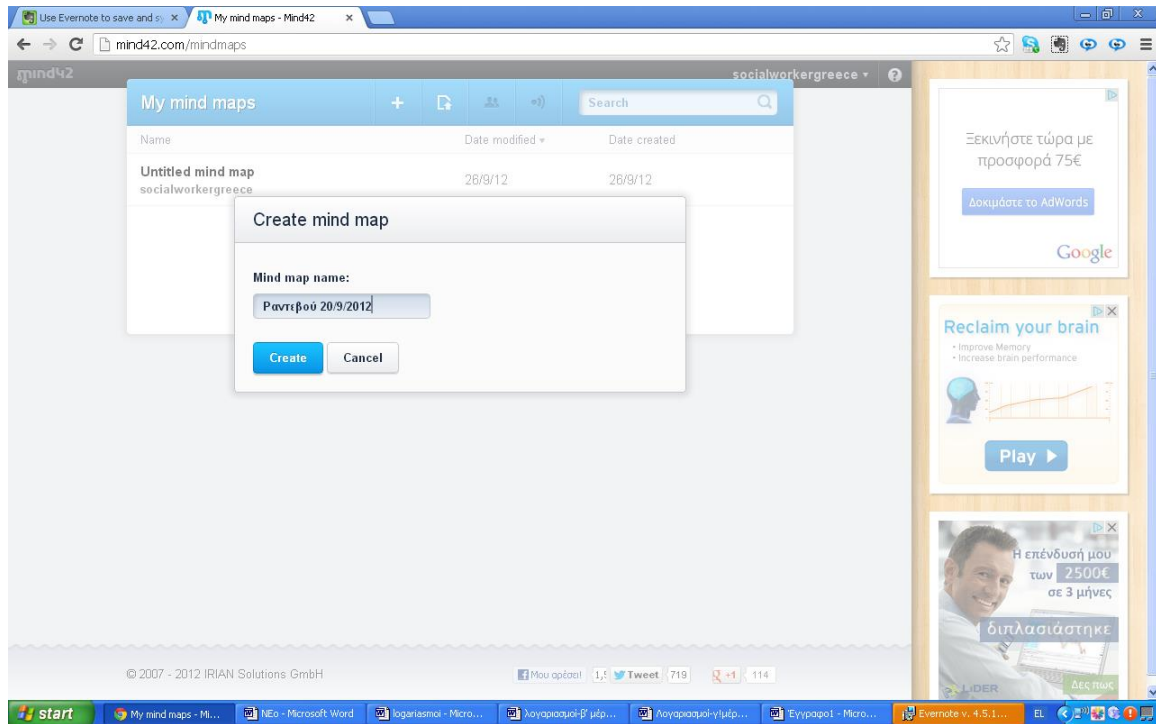 Use Evernote to save and sy
My mind maps - Mind42
mind42.com/mindmaps
mind42
socialworkergreece
My mind maps
Search
Name
Date modified
Date created
Untitled mind map
socialworkergreece
26/9/12
26/9/12
Create mind map
Mind map name:
Ραντεβού 20/9/2012
Create
Cancel
Ξεκινήστε τώρα με
προσφορά 75€
Δοκιμάστε το AdWords
Google
Reclaim your brain
• Improve Memory
• Increase brain performance
Play
Η επένδυσή μου
των 2500€
σε 3 μήνες
διπλασιάστηκε
LiDER
Δες πως
© 2007 - 2012 IRIAN Solutions GmbH
Μου αρέσει!
Tweet 719
+1 114
start
My mind maps - Mi...
NEo - Microsoft Word
logariasmoi - Micro...
λογαριασμοί-β' μέρ...
Λογαριασμοί-γ!μέρ...
Έγγραφο1 - Micro...
Evernote v. 4.5.1...
EL